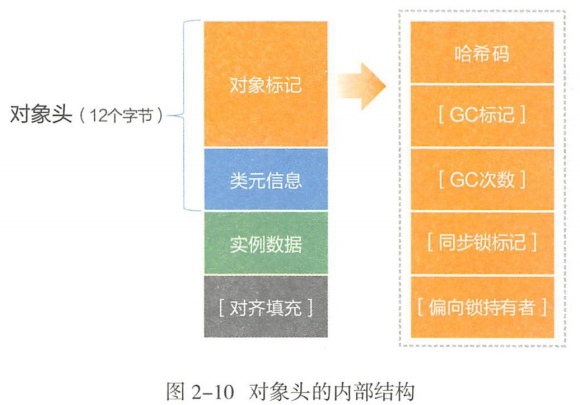 对象头（12个字节）
对象标记
类元信息
实例数据
[对齐填充]
哈希码
[GC标记]
[GC次数]
[同步锁标记]
[偏向锁持有者]
图 2-10 对象头的内部结构